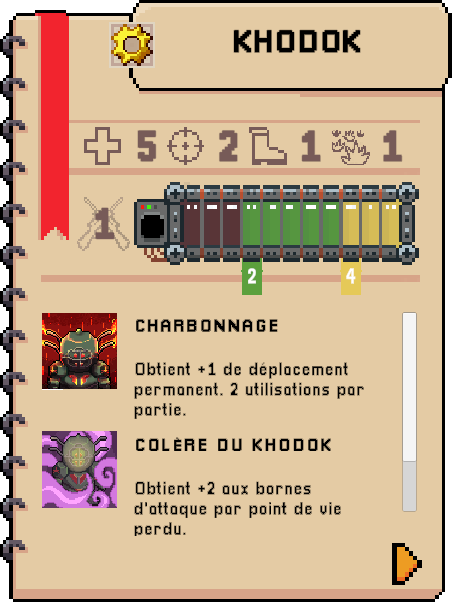 KHODOK
5 2 1 1
1
2 4
CHARBONNAGE
Obtient +1 de déplacement
permanent. 2 utilisations par
partie.
COLÈRE DU KHODOK
Obtient +2 aux bornes
d'attaque par point de vie
perdu.